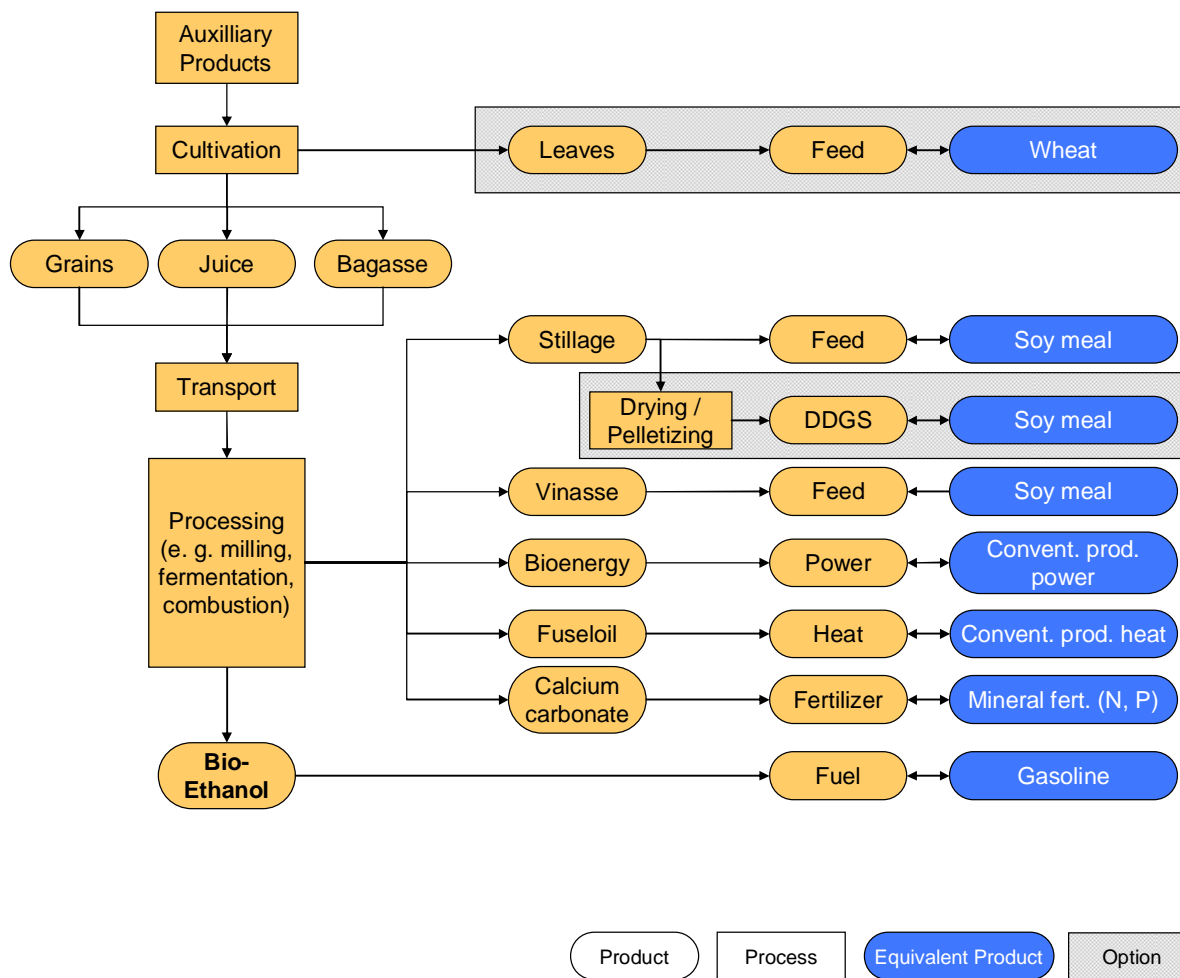 Auxilliary
Products
Cultivation
Leaves
Feed
Wheat
Grains
Juice
Bagasse
Stillage
Feed
Soy meal
Transport
Drying /
Pelletizing
DDGS
Soy meal
Processing
(e. g. milling,
fermentation,
combustion)
Vinasse
Feed
Soy meal
Bioenergy
Power
Convent. prod.
power
Fuseloil
Heat
Convent. prod. heat
Calcium
carbonate
Fertilizer
Mineral fert. (N, P)
Bio-
Ethanol
Fuel
Gasoline
Product
Process
Equivalent Product
Option